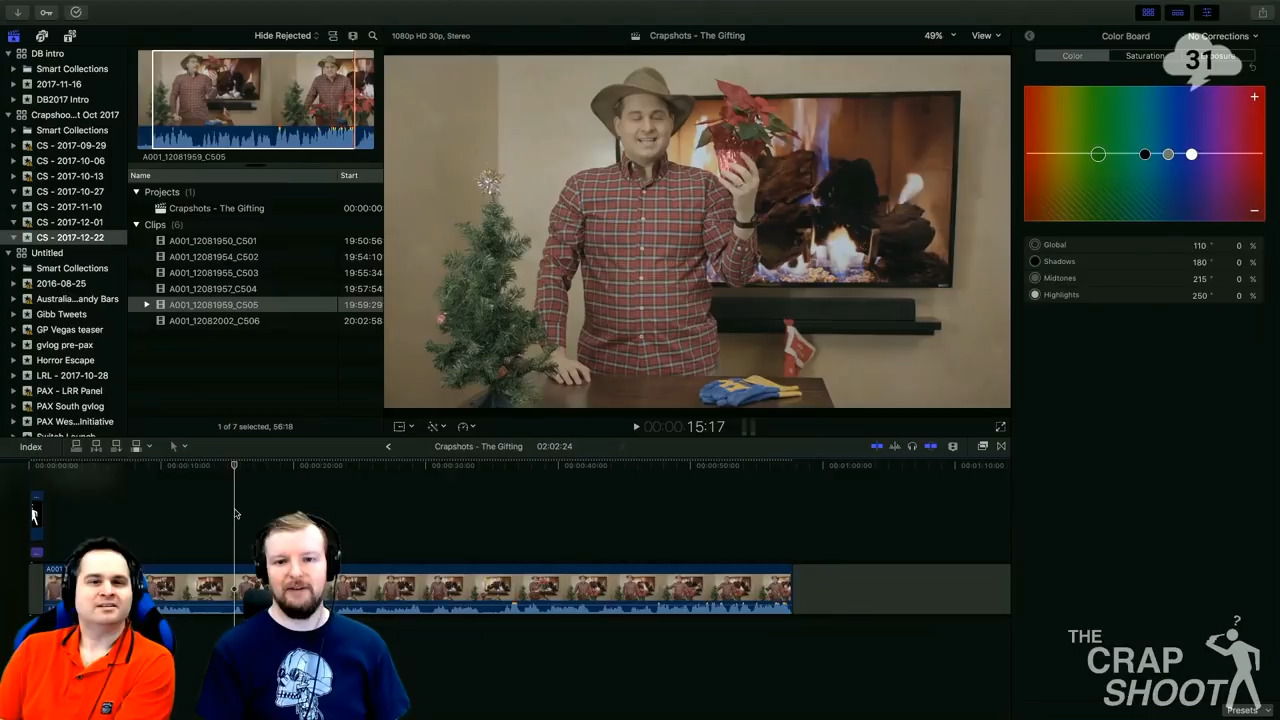 Hide Rejected
1080p HD 30p, Stereo
Crapshots - The Gifting
49%
View
Color Board
No Corrections
DB intro
Smart Collections
2017-11-16
DB2017 Intro
Crapshoo...t Oct 2017
Smart Collections
CS - 2017-09-29
CS - 2017-10-06
CS - 2017-10-13
CS - 2017-10-27
CS - 2017-11-10
CS - 2017-12-01
CS - 2017-12-22
Untitled
Smart Collections
2016-08-25
Australia...andy Bars
Gibb Tweets
GP Vegas teaser
gvlog pre-pax
Horror Escape
LRL - 2017-10-28
PAX - LRR Panel
PAX South gvlog
PAX Wes...Initiative
Switch Launch
A001_12081959_C505
Name Start
Projects (1)
Crapshots - The Gifting 00:00:00
Clips (6)
A001_12081950_C501 19:50:56
A001_12081954_C502 19:54:10
A001_12081955_C503 19:55:34
A001_12081957_C504 19:57:54
A001_12081959_C505 19:59:29
A001_12082002_C506 20:02:58
1 of 7 selected, 56:18
00:00:15:17
Color Saturation Exposure
31
+
−
Global 110 ° 0 %
Shadows 180 ° 0 %
Midtones 215 ° 0 %
Highlights 250 ° 0 %
Index
Crapshots - The Gifting 02:02:24
00:00:00:00 00:00:10:00 00:00:20:00 00:00:30:00 00:00:40:00 00:00:50:00 00:01:00:00 00:01:10:00
A001
THE
CRAP
SHOOT
?
Presets